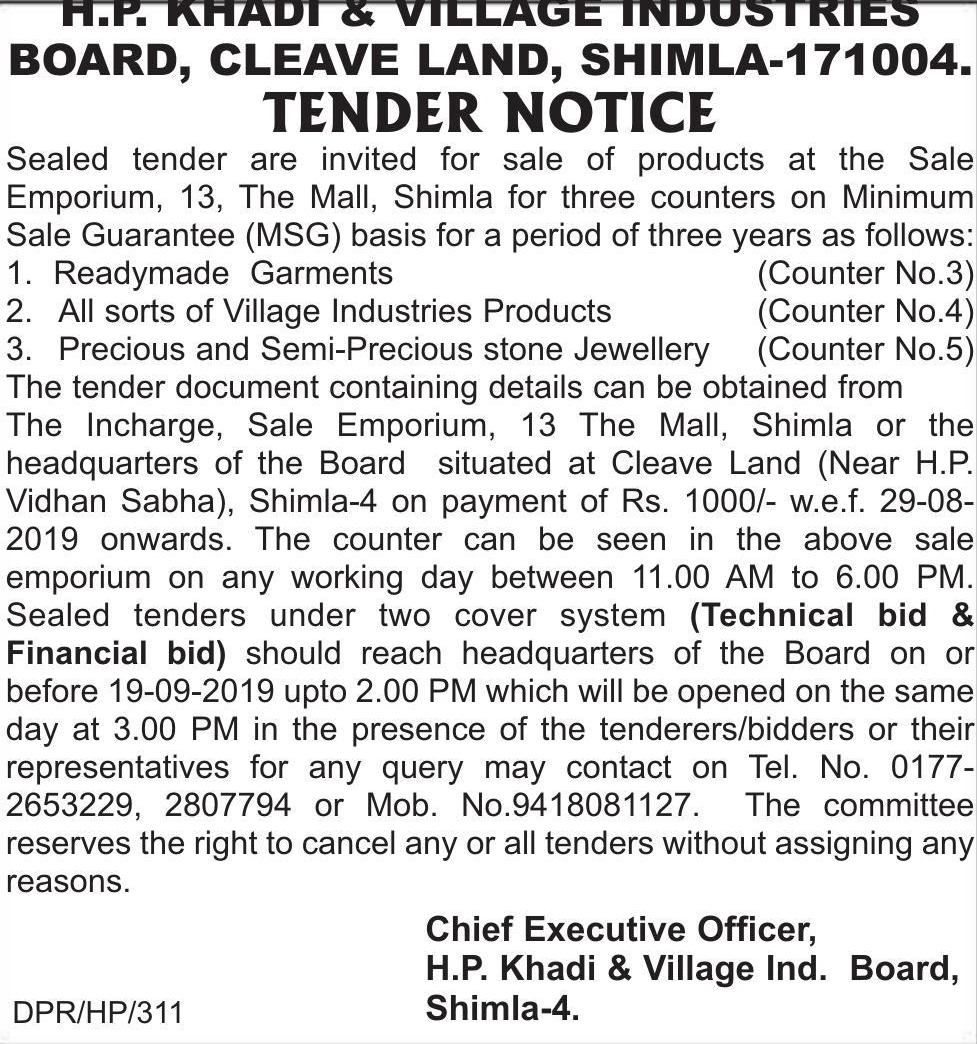 H.P. KHADI & VILLAGE INDUSTRIES
BOARD, CLEAVE LAND, SHIMLA-171004.
TENDER NOTICE
Sealed tender are invited for sale of products at the Sale
Emporium, 13, The Mall, Shimla for three counters on Minimum
Sale Guarantee (MSG) basis for a period of three years as follows:
1. Readymade Garments (Counter No.3)
2. All sorts of Village Industries Products (Counter No.4)
3. Precious and Semi-Precious stone Jewellery (Counter No.5)
The tender document containing details can be obtained from
The Incharge, Sale Emporium, 13 The Mall, Shimla or the
headquarters of the Board situated at Cleave Land (Near H.P.
Vidhan Sabha), Shimla-4 on payment of Rs. 1000/- w.e.f. 29-08-
2019 onwards. The counter can be seen in the above sale
emporium on any working day between 11.00 AM to 6.00 PM.
Sealed tenders under two cover system (Technical bid &
Financial bid) should reach headquarters of the Board on or
before 19-09-2019 upto 2.00 PM which will be opened on the same
day at 3.00 PM in the presence of the tenderers/bidders or their
representatives for any query may contact on Tel. No. 0177-
2653229, 2807794 or Mob. No.9418081127. The committee
reserves the right to cancel any or all tenders without assigning any
reasons.
Chief Executive Officer,
H.P. Khadi & Village Ind. Board,
Shimla-4.
DPR/HP/311